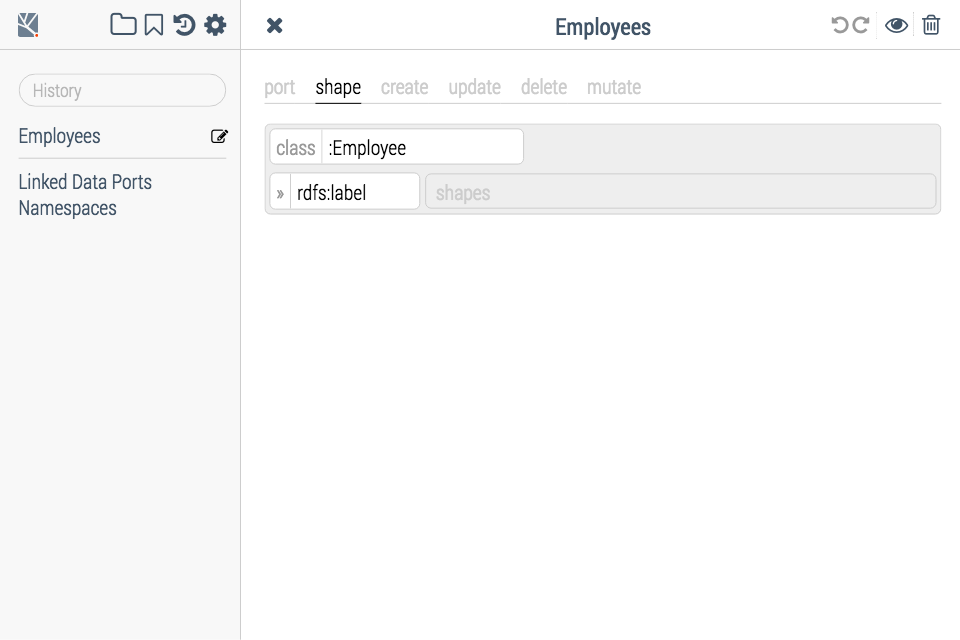 Employees
port shape create update delete mutate
History
class :Employee
Employees
» rdfs:label shapes
Linked Data Ports
Namespaces